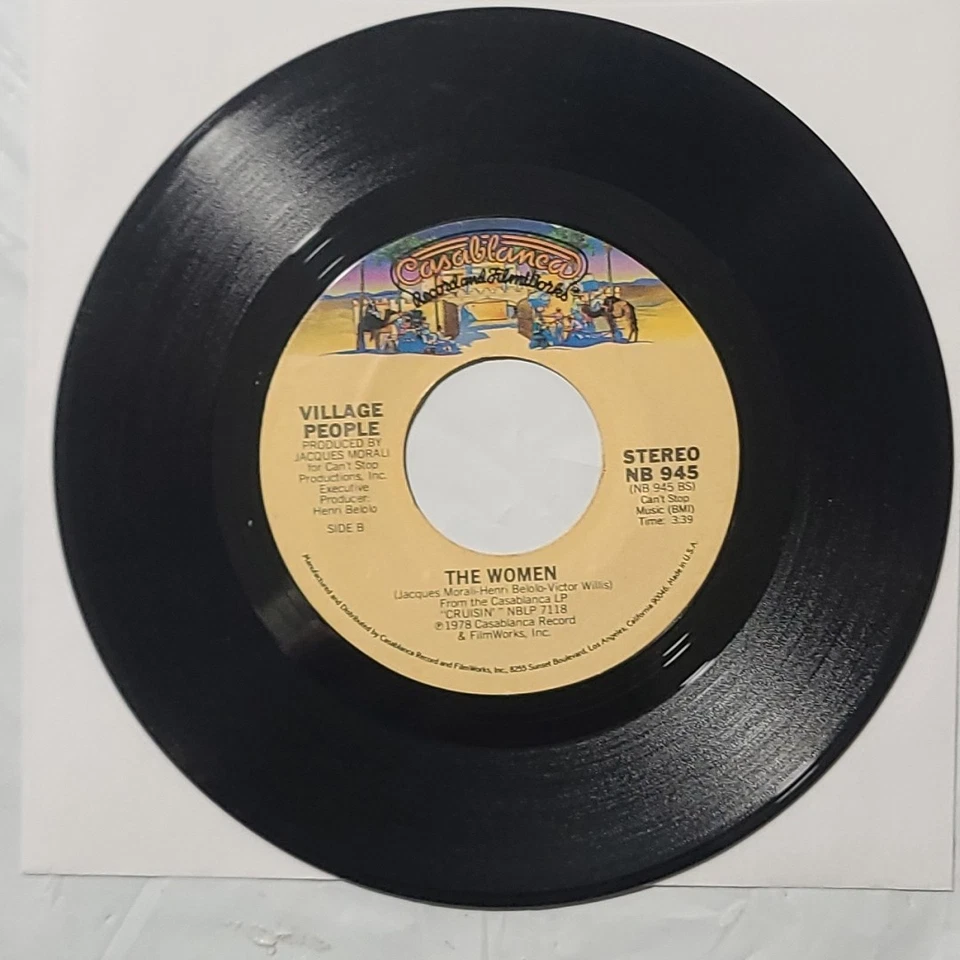 Casablanca
Record and FilmWorks
VILLAGE
PEOPLE
PRODUCED BY
JACQUES MORALI
for Can't Stop
Productions, Inc.
Executive
Producer:
Henri Belolo
SIDE B
STEREO
NB 945
(NB 945 BS)
Can't Stop
Music (BMI)
Time: 3:39
THE WOMEN
(Jacques Morali-Henri Belolo-Victor Willis)
From the Casablanca LP
"CRUISIN' " NBLP 7118
℗1978 Casablanca Record
& FilmWorks, Inc.
Manufactured and Distributed by Casablanca Record and FilmWorks, Inc., 8255 Sunset Boulevard, Los Angeles, California 90046. Made in U.S.A.